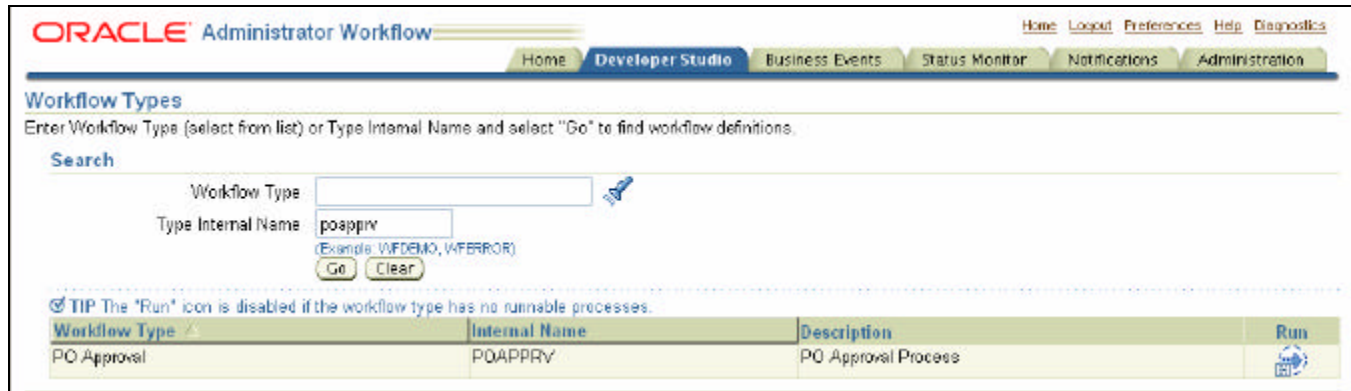 ORACLE Administrator Workflow
Home Logout Preferences Help Diagnostics
Home Developer Studio Business Events Status Monitor Notifications Administration
Workflow Types
Enter Workflow Type (select from list) or Type Internal Name and select "Go" to find workflow definitions.
Search
Workflow Type
Type Internal Name poapprv
(Example: WFDEMO, WFERROR)
Go Clear
TIP The "Run" icon is disabled if the workflow type has no runnable processes.
Workflow Type Internal Name Description Run
PO Approval POAPPRV PO Approval Process